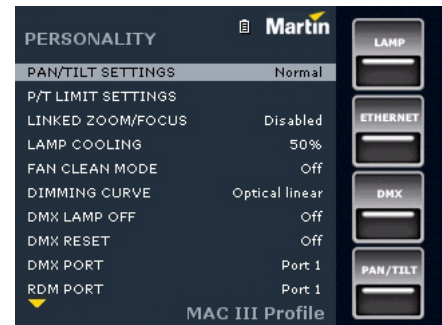 PERSONALITY
Martin
PAN/TILT SETTINGS Normal
P/T LIMIT SETTINGS
LINKED ZOOM/FOCUS Disabled
LAMP COOLING 50%
FAN CLEAN MODE Off
DIMMING CURVE Optical linear
DMX LAMP OFF Off
DMX RESET Off
DMX PORT Port 1
RDM PORT Port 1
MAC III Profile
LAMP
ETHERNET
DMX
PAN/TILT